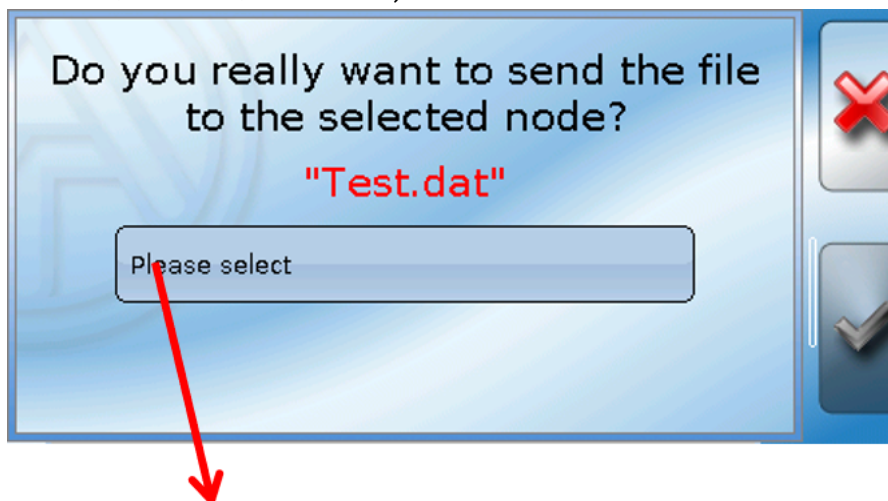 Do you really want to send the file
to the selected node?
"Test.dat"
Please select